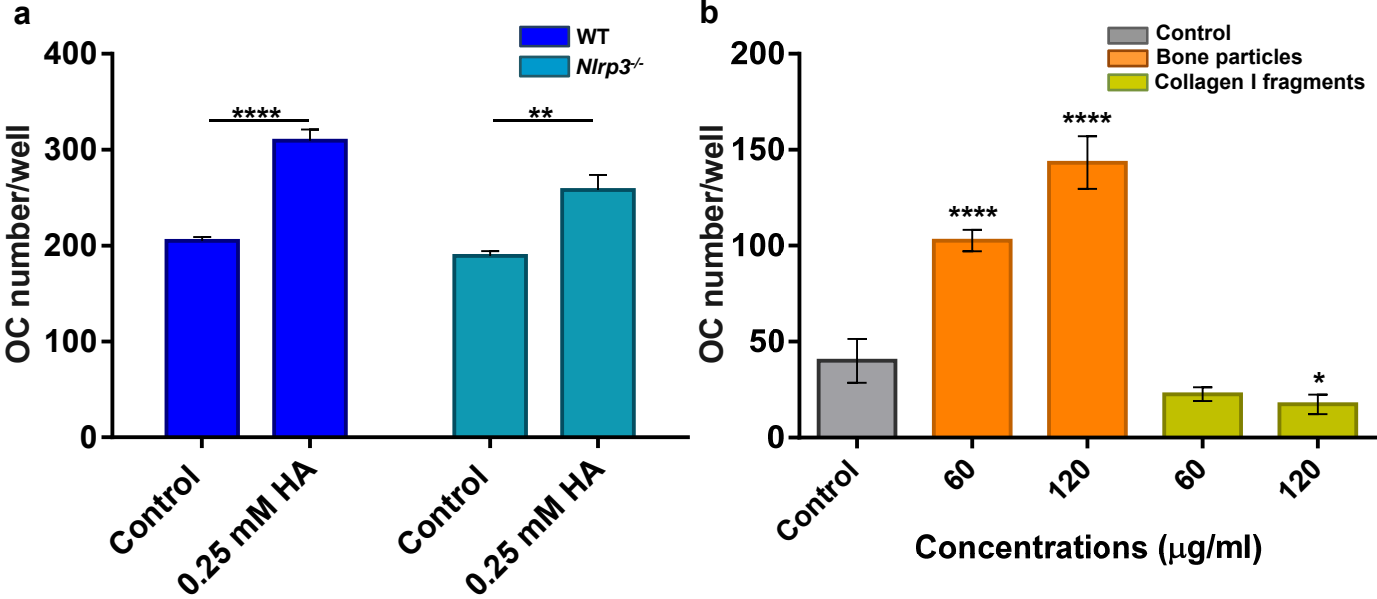 a
OC number/well
400
300
200
100
0
WT
Nlrp3-/-
****
**
Control
0.25 mM HA
Control
0.25 mM HA
b
OC number/well
200
150
100
50
0
Control
Bone particles
Collagen I fragments
****
****
*
Control
60
120
60
120
Concentrations (μg/ml)